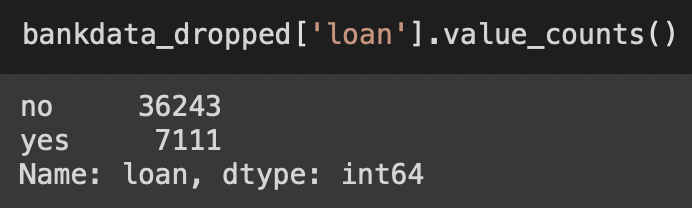 bankdata_dropped['loan'].value_counts()
no     36243
yes     7111
Name: loan, dtype: int64